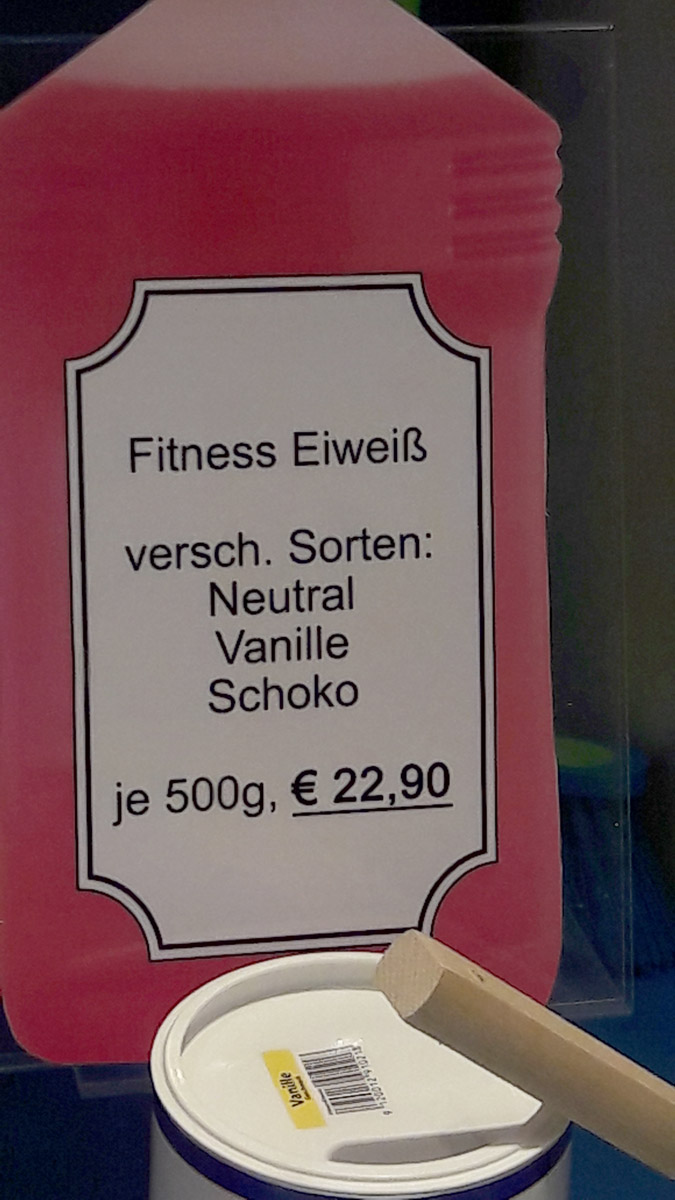 Fitness Eiweiß
versch. Sorten:
Neutral
Vanille
Schoko
je 500g, € 22,90
Vanille